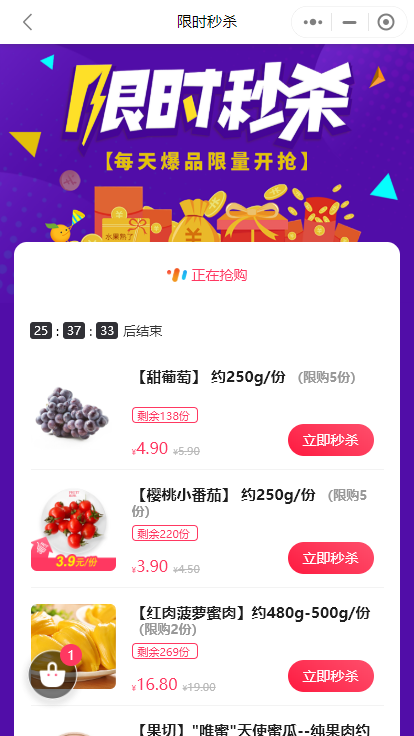 限时秒杀
限时秒杀
【每天爆品限量开抢】
水果熟了
正在抢购
25 : 37 : 33 后结束
【甜葡萄】 约250g/份 (限购5份)
剩余138份
¥4.90 ¥5.90
立即秒杀
【樱桃小番茄】 约250g/份 (限购5
份)
剩余220份
3.9元/份
¥3.90 ¥4.50
立即秒杀
【红肉菠萝蜜肉】约480g-500g/份
(限购2份)
剩余269份
1
¥16.80 ¥19.00
立即秒杀
【果切】"唯蜜"天使蜜瓜--纯果肉约